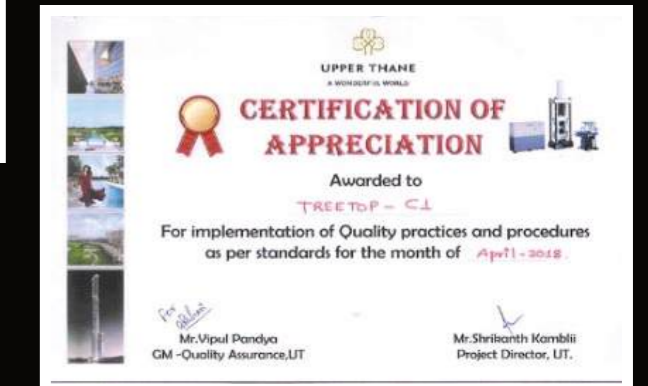 UPPER THANE
A WONDERFUL WORLD
CERTIFICATION OF
APPRECIATION
Awarded to
TREETOP - C1
For implementation of Quality practices and procedures
as per standards for the month of April-2018.
For
Mr.Vipul Pandya
GM -Quality Assurance,UT
Mr.Shrikanth Kamblii
Project Director, UT.